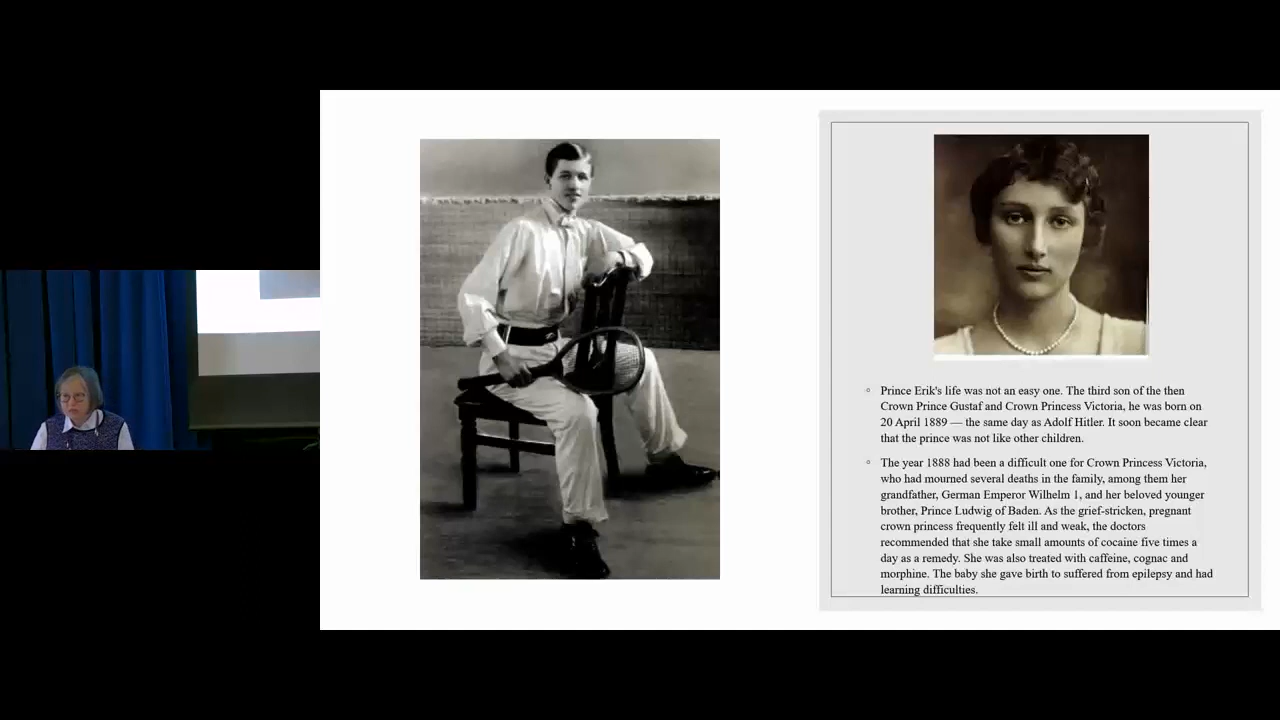 Prince Erik's life was not an easy one. The third son of the then
Crown Prince Gustaf and Crown Princess Victoria, he was born on
20 April 1889 — the same day as Adolf Hitler. It soon became clear
that the prince was not like other children.
The year 1888 had been a difficult one for Crown Princess Victoria,
who had mourned several deaths in the family, among them her
grandfather, German Emperor Wilhelm 1, and her beloved younger
brother, Prince Ludwig of Baden. As the grief-stricken, pregnant
crown princess frequently felt ill and weak, the doctors
recommended that she take small amounts of cocaine five times a
day as a remedy. She was also treated with caffeine, cognac and
morphine. The baby she gave birth to suffered from epilepsy and had
learning difficulties.